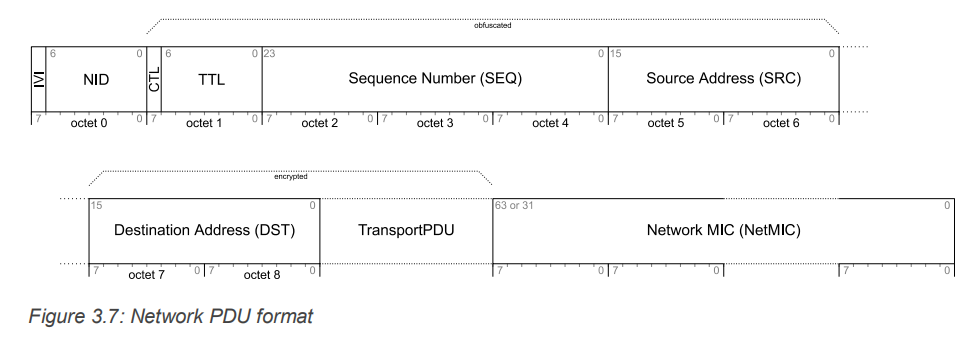 obfuscated
IVI 6 NID 0 CTL 6 TTL 0 23 Sequence Number (SEQ) 0 15 Source Address (SRC) 0
7 octet 0 0 7 octet 1 0 7 octet 2 0 7 octet 3 0 7 octet 4 0 7 octet 5 0 7 octet 6 0
encrypted
15 0 63 or 31 0
Destination Address (DST) TransportPDU Network MIC (NetMIC)
7 octet 7 0 7 octet 8 0 7 0 7 0 7 0
Figure 3.7: Network PDU format